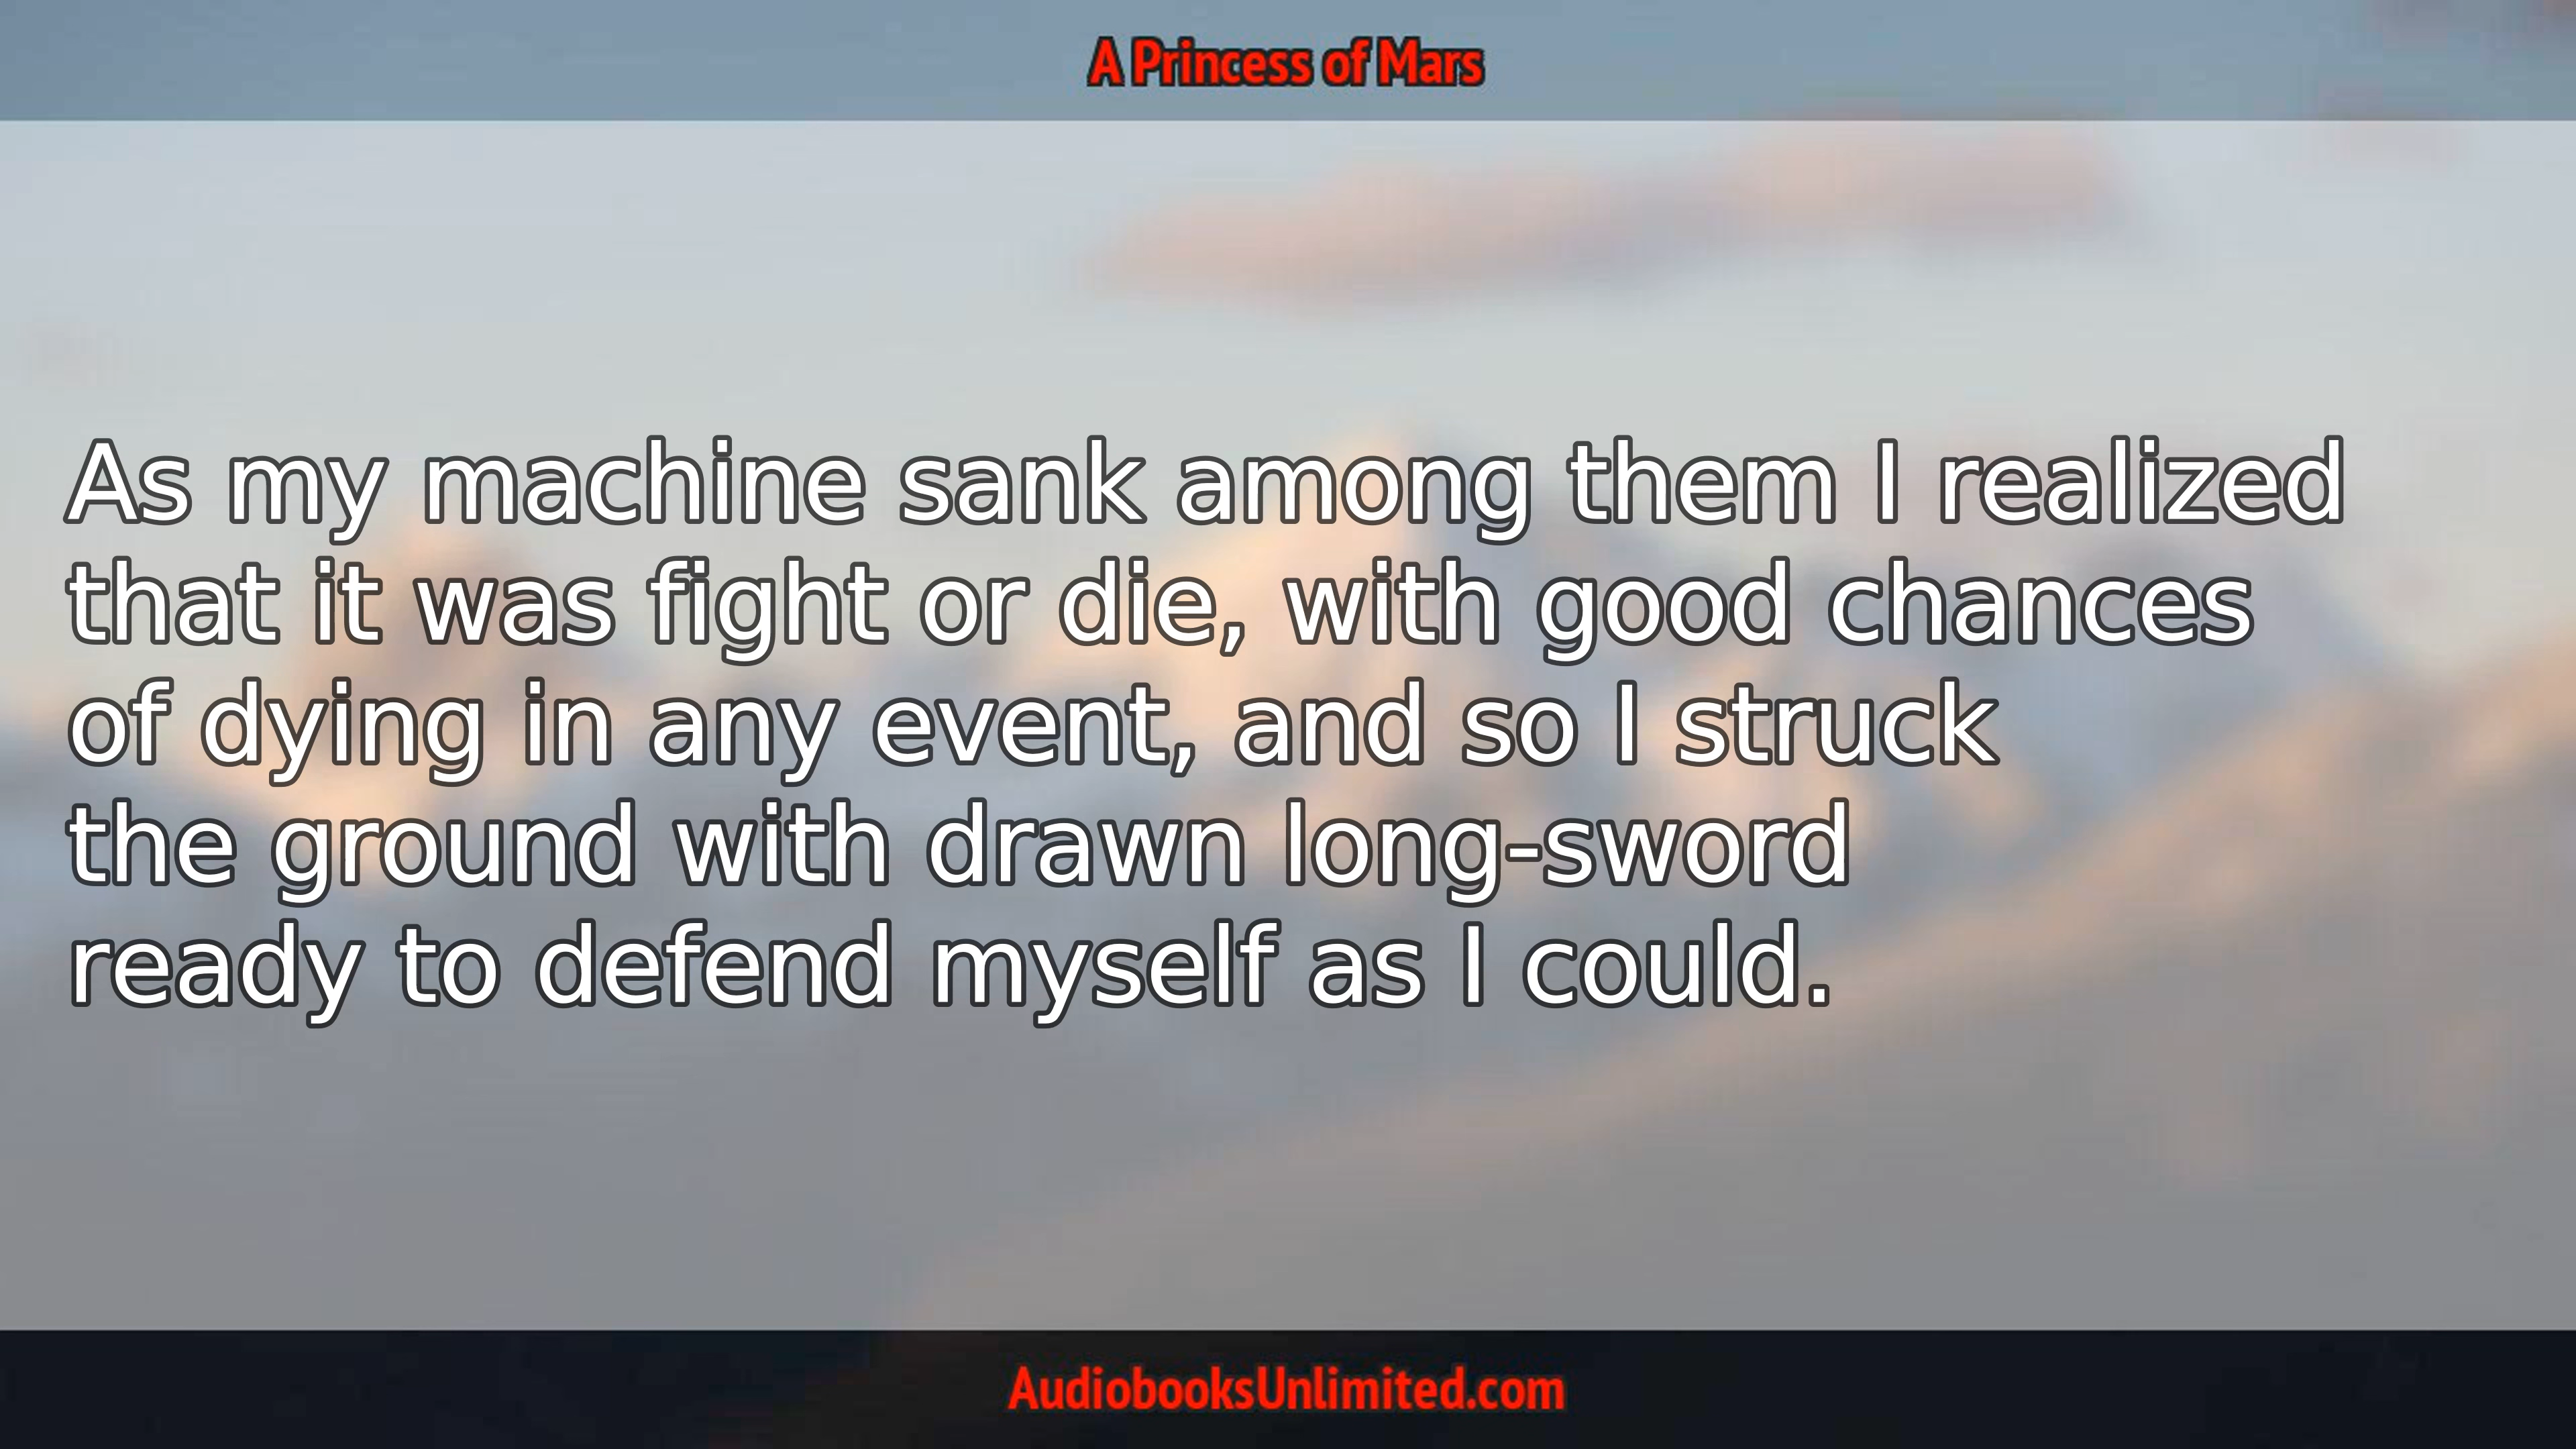 A Princess of Mars
As my machine sank among them I realized
that it was fight or die, with good chances
of dying in any event, and so I struck
the ground with drawn long-sword
ready to defend myself as I could.
AudiobooksUnlimited.com